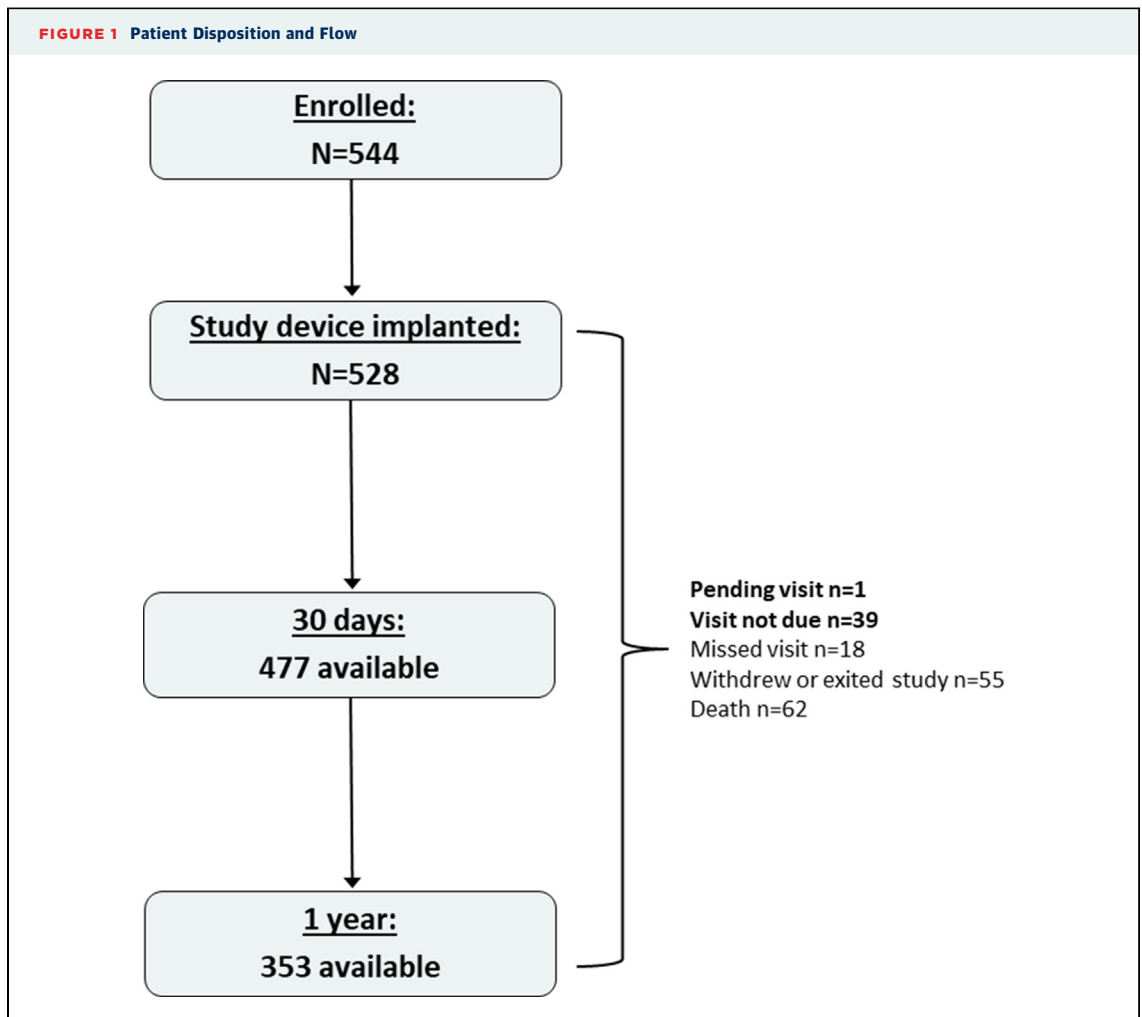 FIGURE 1 Patient Disposition and Flow
Enrolled:
N=544
Study device implanted:
N=528
30 days:
477 available
Pending visit n=1
Visit not due n=39
Missed visit n=18
Withdrew or exited study n=55
Death n=62
1 year:
353 available